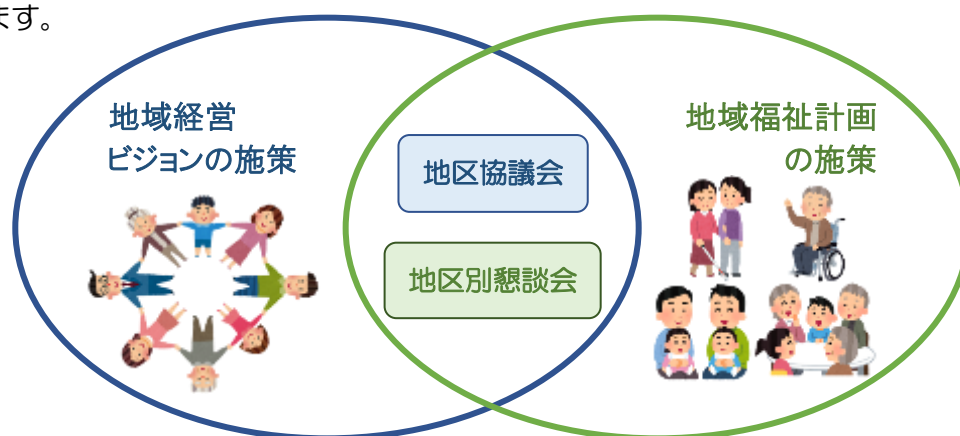 ます。
地域経営
ビジョンの施策
地域福祉計画
の施策
地区協議会
地区別懇談会